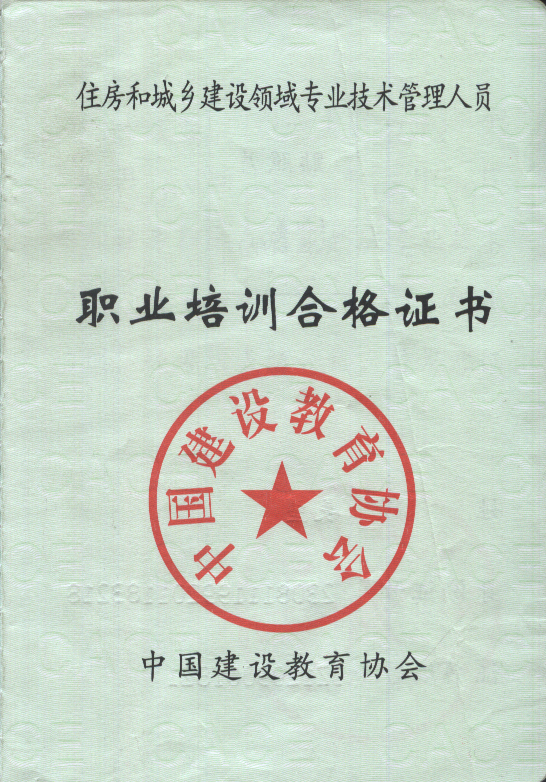 住房和城乡建设领域专业技术管理人员
职业培训合格证书
中国建设教育协会
中国建设教育协会